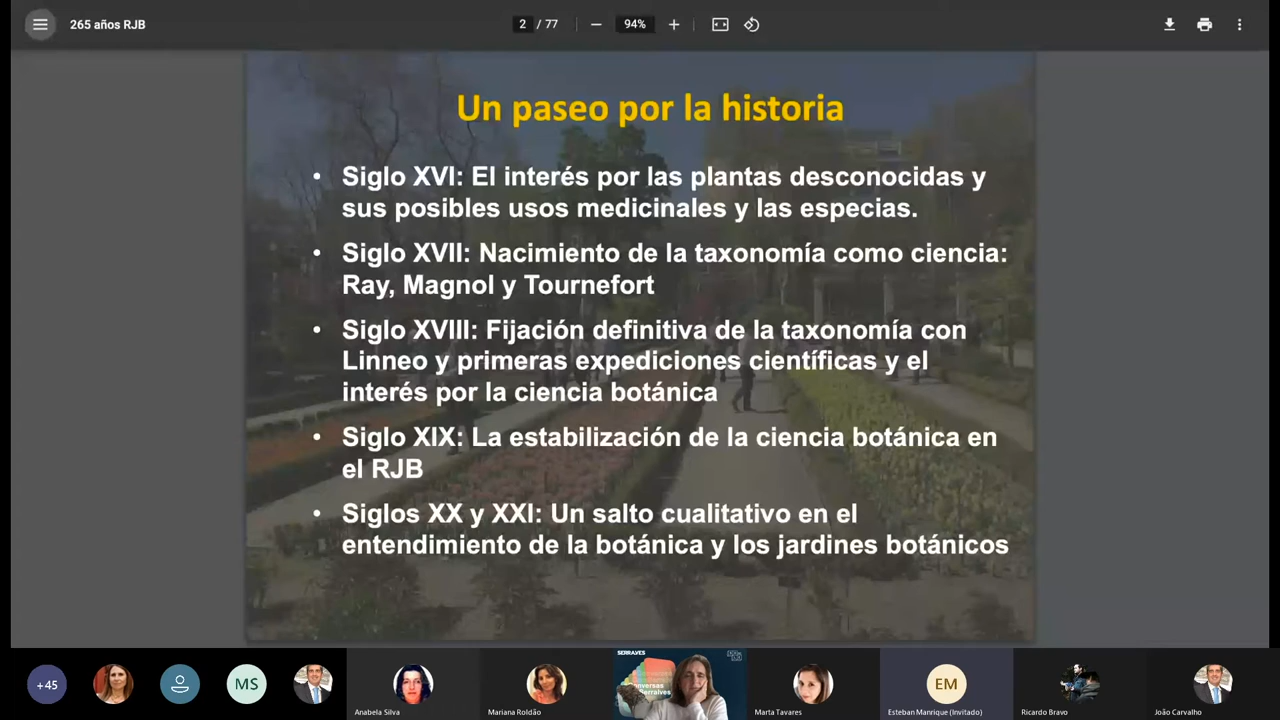 265 años RJB
2 / 77
94%
Un paseo por la historia
• Siglo XVI: El interés por las plantas desconocidas y
sus posibles usos medicinales y las especias.
• Siglo XVII: Nacimiento de la taxonomía como ciencia:
Ray, Magnol y Tournefort
• Siglo XVIII: Fijación definitiva de la taxonomía con
Linneo y primeras expediciones científicas y el
interés por la ciencia botánica
• Siglo XIX: La estabilización de la ciencia botánica en
el RJB
• Siglos XX y XXI: Un salto cualitativo en el
entendimiento de la botánica y los jardines botánicos
+45
MS
SERRALVES
EM
Anabela Silva
Mariana Roldão
Marta Tavares
Esteban Manrique (Invitado)
Ricardo Bravo
João Carvalho